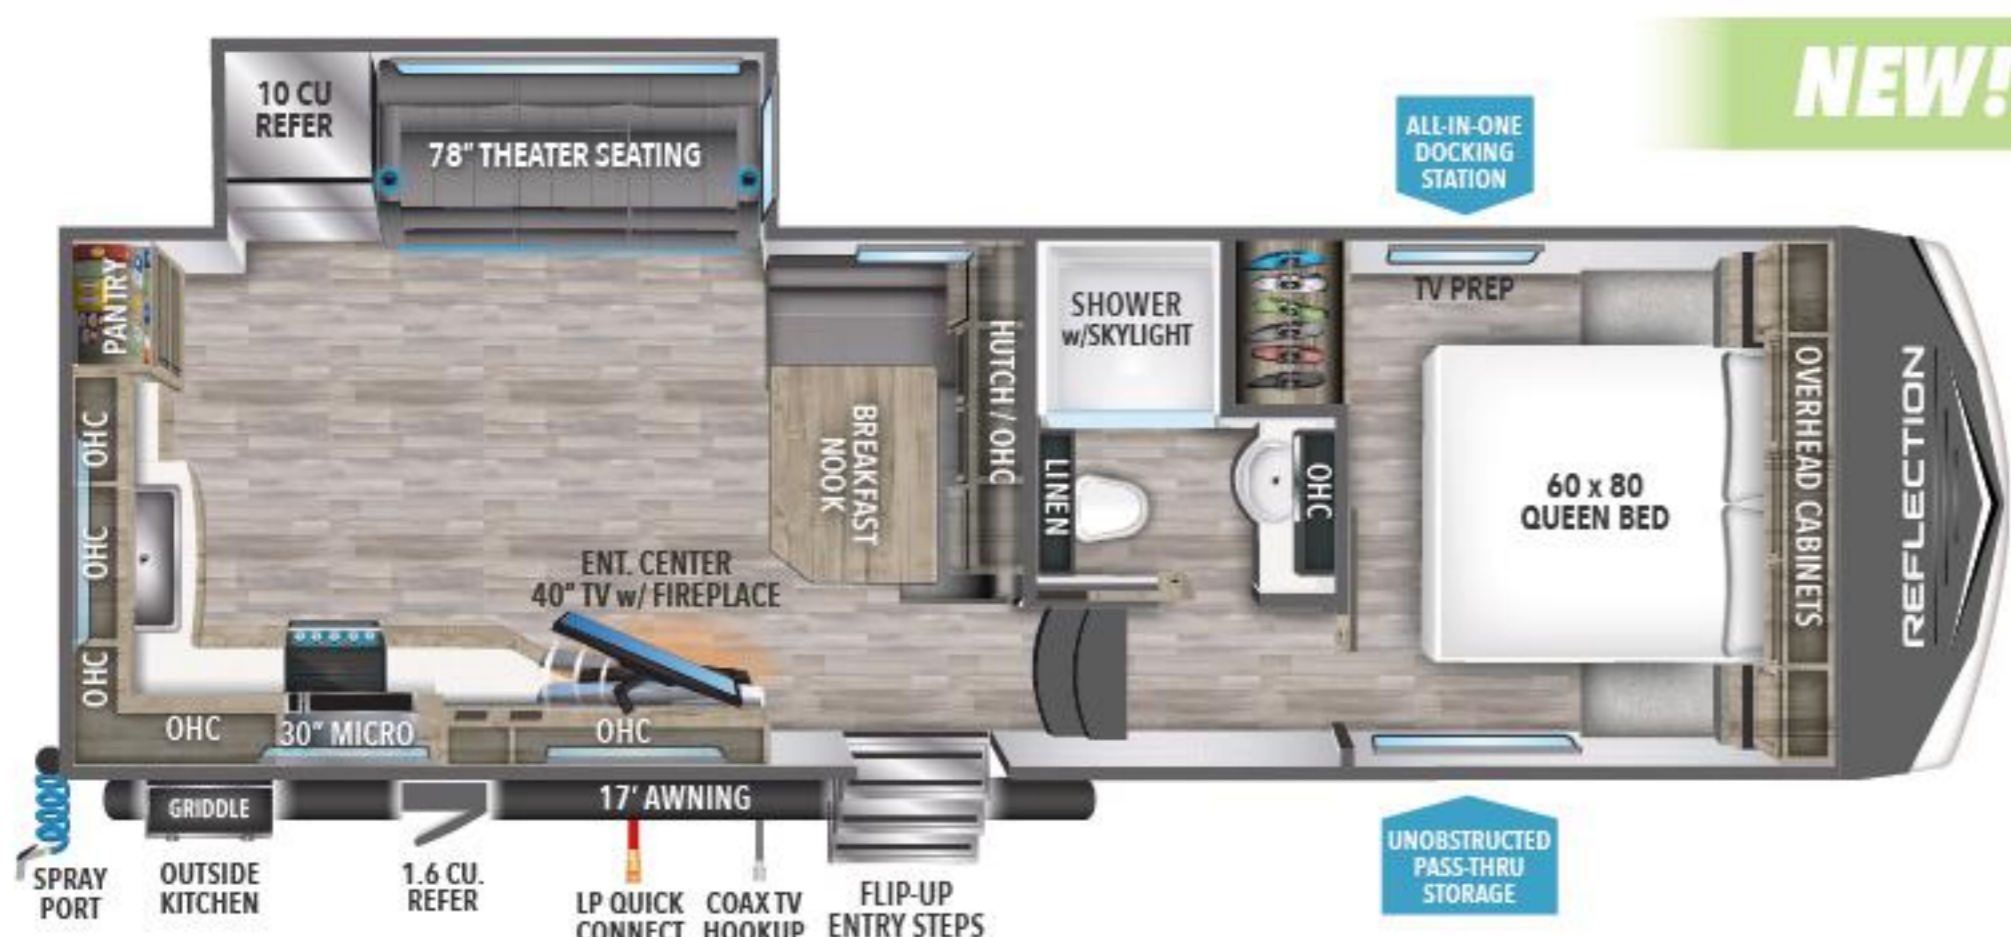 NEW!
10 CU
REFER
78" THEATER SEATING
ALL-IN-ONE
DOCKING
STATION
PANTRY
SHOWER
w/SKYLIGHT
TV PREP
HUTCH / OHC
OVERHEAD CABINETS
REFLECTION
OHC
BREAKFAST
NOOK
LINEN
OHC
60 x 80
QUEEN BED
OHC
ENT. CENTER
40" TV w/ FIREPLACE
OHC
OHC
30" MICRO
OHC
GRIDDLE
17' AWNING
SPRAY
PORT
OUTSIDE
KITCHEN
1.6 CU.
REFER
LP QUICK
CONNECT
COAX TV
HOOKUP
FLIP-UP
ENTRY STEPS
UNOBSTRUCTED
PASS-THRU
STORAGE